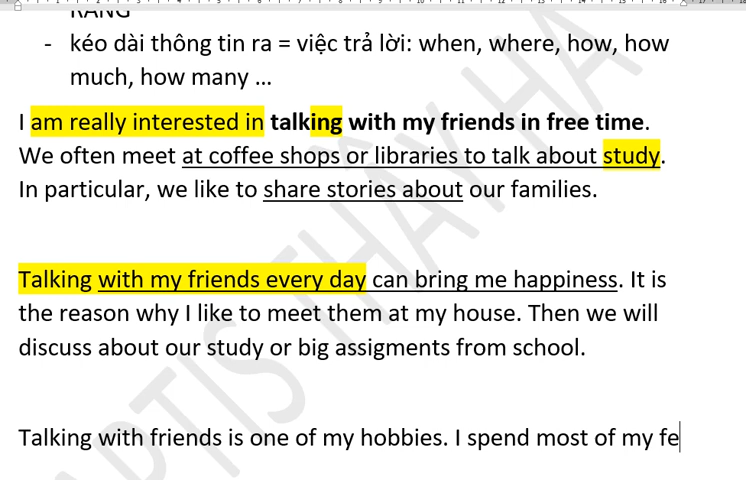 RANG
- kéo dài thông tin ra = việc trả lời: when, where, how, how
much, how many ...
I am really interested in talking with my friends in free time.
We often meet at coffee shops or libraries to talk about study.
In particular, we like to share stories about our families.
Talking with my friends every day can bring me happiness. It is
the reason why I like to meet them at my house. Then we will
discuss about our study or big assigments from school.
Talking with friends is one of my hobbies. I spend most of my fe